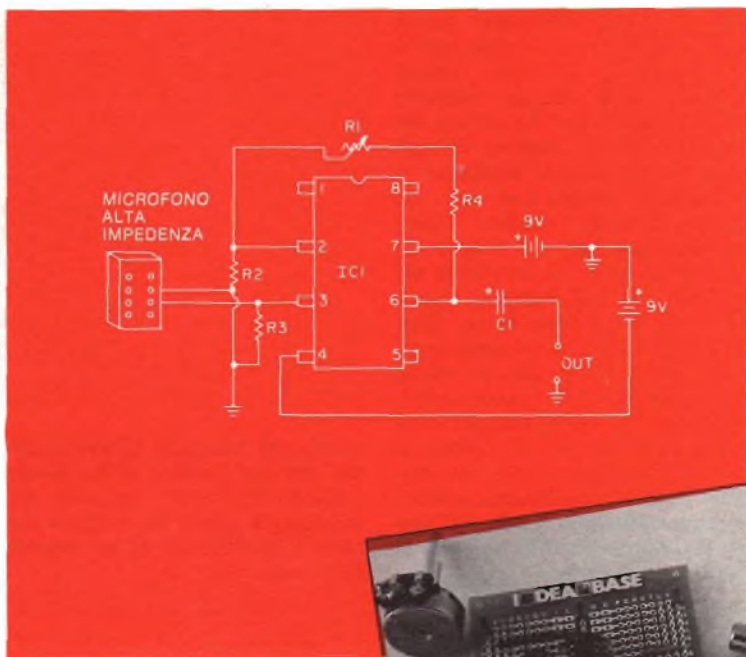 R1
MICROFONO
ALTA
IMPEDENZA
1
8
R4
9V
+
+
2
7
R2
IC1
3
6
+
9V
R3
C1
4
5
OUT
I DEA BASE